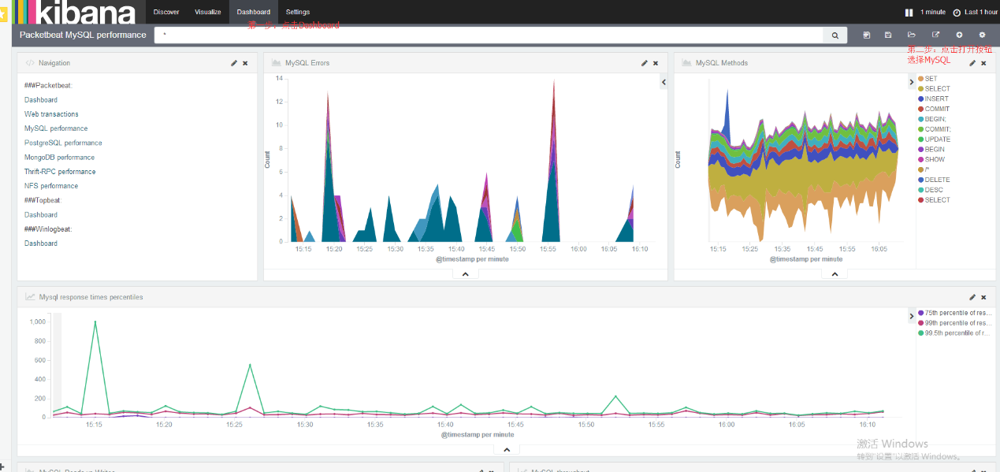 kibana Discover Visualize Dashboard Settings 1 minute Last 1 hour
第一步：点击Dashboard
Packetbeat MySQL performance *
第二步：点击打开按钮
选择MySQL
Navigation
###Packetbeat:
Dashboard
Web transactions
MySQL performance
PostgreSQL performance
MongoDB performance
Thrift-RPC performance
NFS performance
###Topbeat:
Dashboard
###Winlogbeat:
Dashboard
MySQL Errors
Count
14
12
10
8
6
4
2
0
15:15 15:20 15:25 15:30 15:35 15:40 15:45 15:50 15:55 16:00 16:05 16:10
@timestamp per minute
MySQL Methods
Count
15:15 15:25 15:35 15:45 15:55 16:05
@timestamp per minute
SET
SELECT
INSERT
COMMIT
BEGIN;
COMMIT;
UPDATE
BEGIN
SHOW
/*
DELETE
DESC
SELECT
Mysql response times percentiles
1,000
800
600
400
200
0
15:15 15:20 15:25 15:30 15:35 15:40 15:45 15:50 15:55 16:00 16:05 16:10
@timestamp per minute
75th percentile of res...
99th percentile of res...
99.5th percentile of r...
激活 Windows
转到"设置"以激活 Windows。
MySQL throughput